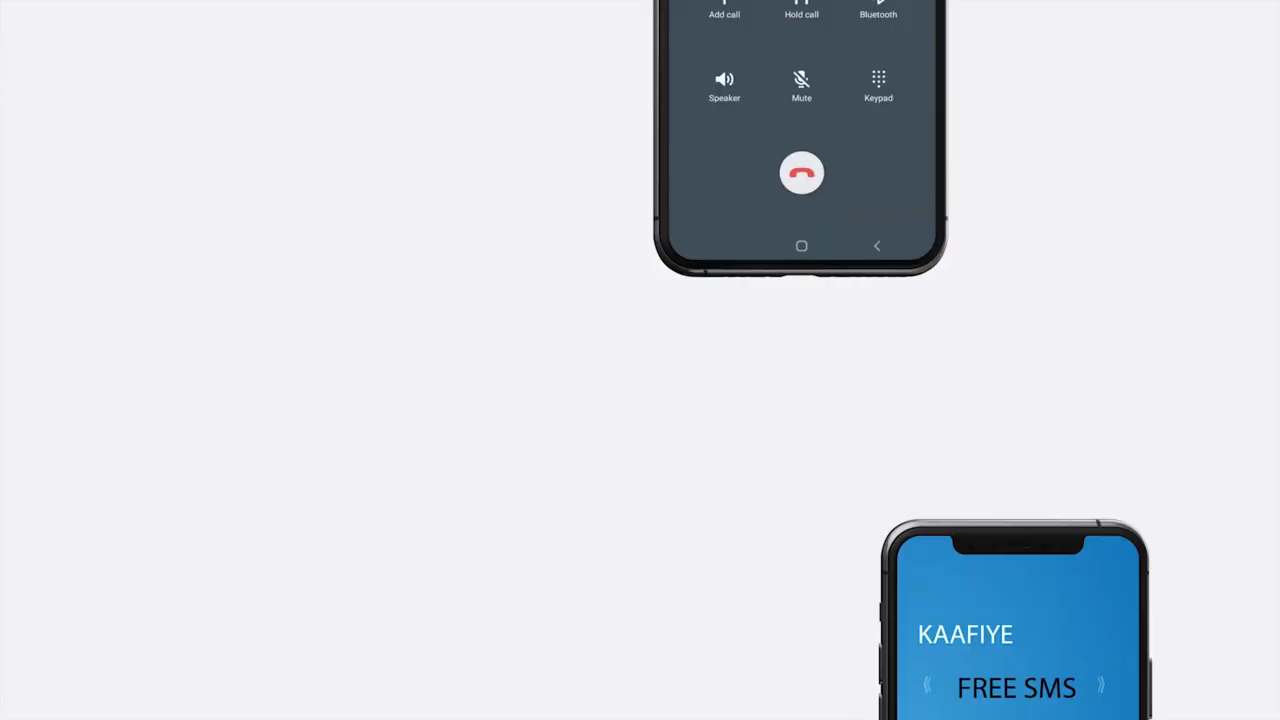 Add call Hold call Bluetooth
Speaker Mute Keypad
KAAFIYE
FREE SMS